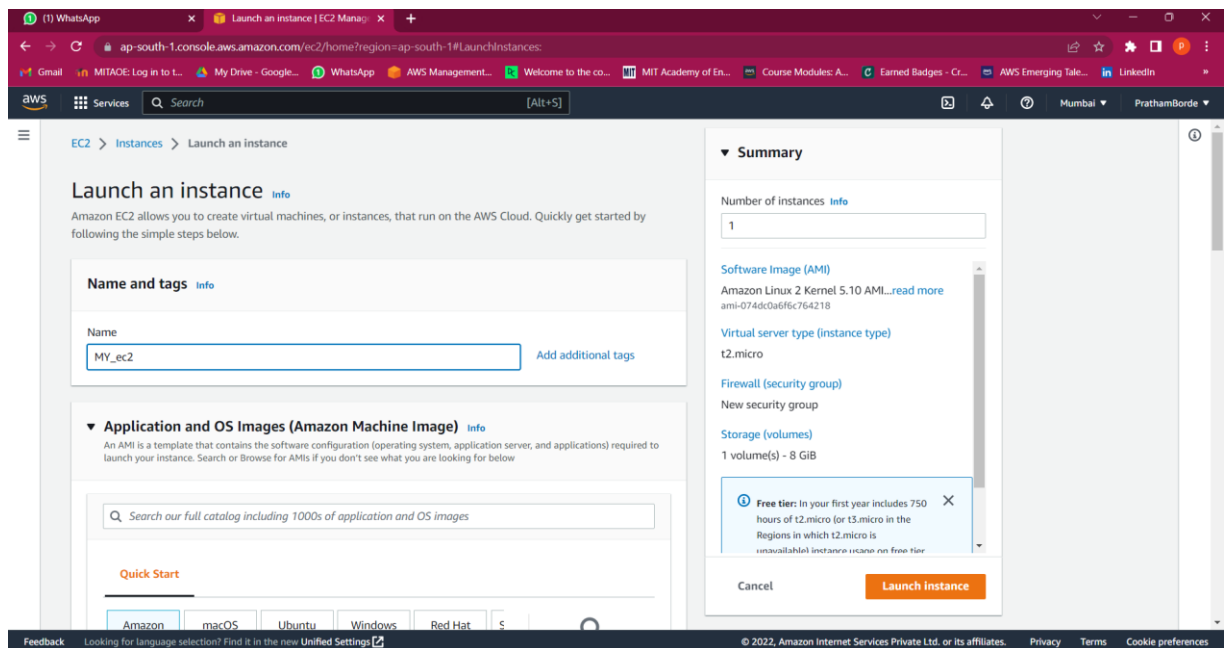 (1) WhatsApp
Launch an instance | EC2 Manag
ap-south-1.console.aws.amazon.com/ec2/home?region=ap-south-1#LaunchInstances:
Gmail
MITAOE: Log in to t...
My Drive - Google...
WhatsApp
AWS Management...
Welcome to the co...
MIT Academy of En...
Course Modules: A...
Earned Badges - Cr...
AWS Emerging Tale...
LinkedIn
aws
Services
Search
[Alt+S]
Mumbai
PrathamBorde
EC2 > Instances > Launch an instance
Launch an instance Info
Amazon EC2 allows you to create virtual machines, or instances, that run on the AWS Cloud. Quickly get started by
following the simple steps below.
Name and tags Info
Name
MY_ec2
Add additional tags
Application and OS Images (Amazon Machine Image) Info
An AMI is a template that contains the software configuration (operating system, application server, and applications) required to
launch your instance. Search or Browse for AMIs if you don't see what you are looking for below
Search our full catalog including 1000s of application and OS images
Quick Start
Amazon
macOS
Ubuntu
Windows
Red Hat
S
Summary
Number of instances Info
1
Software Image (AMI)
Amazon Linux 2 Kernel 5.10 AMI...read more
ami-074dc0a6f6c764218
Virtual server type (instance type)
t2.micro
Firewall (security group)
New security group
Storage (volumes)
1 volume(s) - 8 GiB
Free tier: In your first year includes 750
hours of t2.micro (or t3.micro in the
Regions in which t2.micro is
unavailable) instance usage on free tier
Cancel
Launch instance
Feedback
Looking for language selection? Find it in the new Unified Settings
© 2022, Amazon Internet Services Private Ltd. or its affiliates.
Privacy
Terms
Cookie preferences